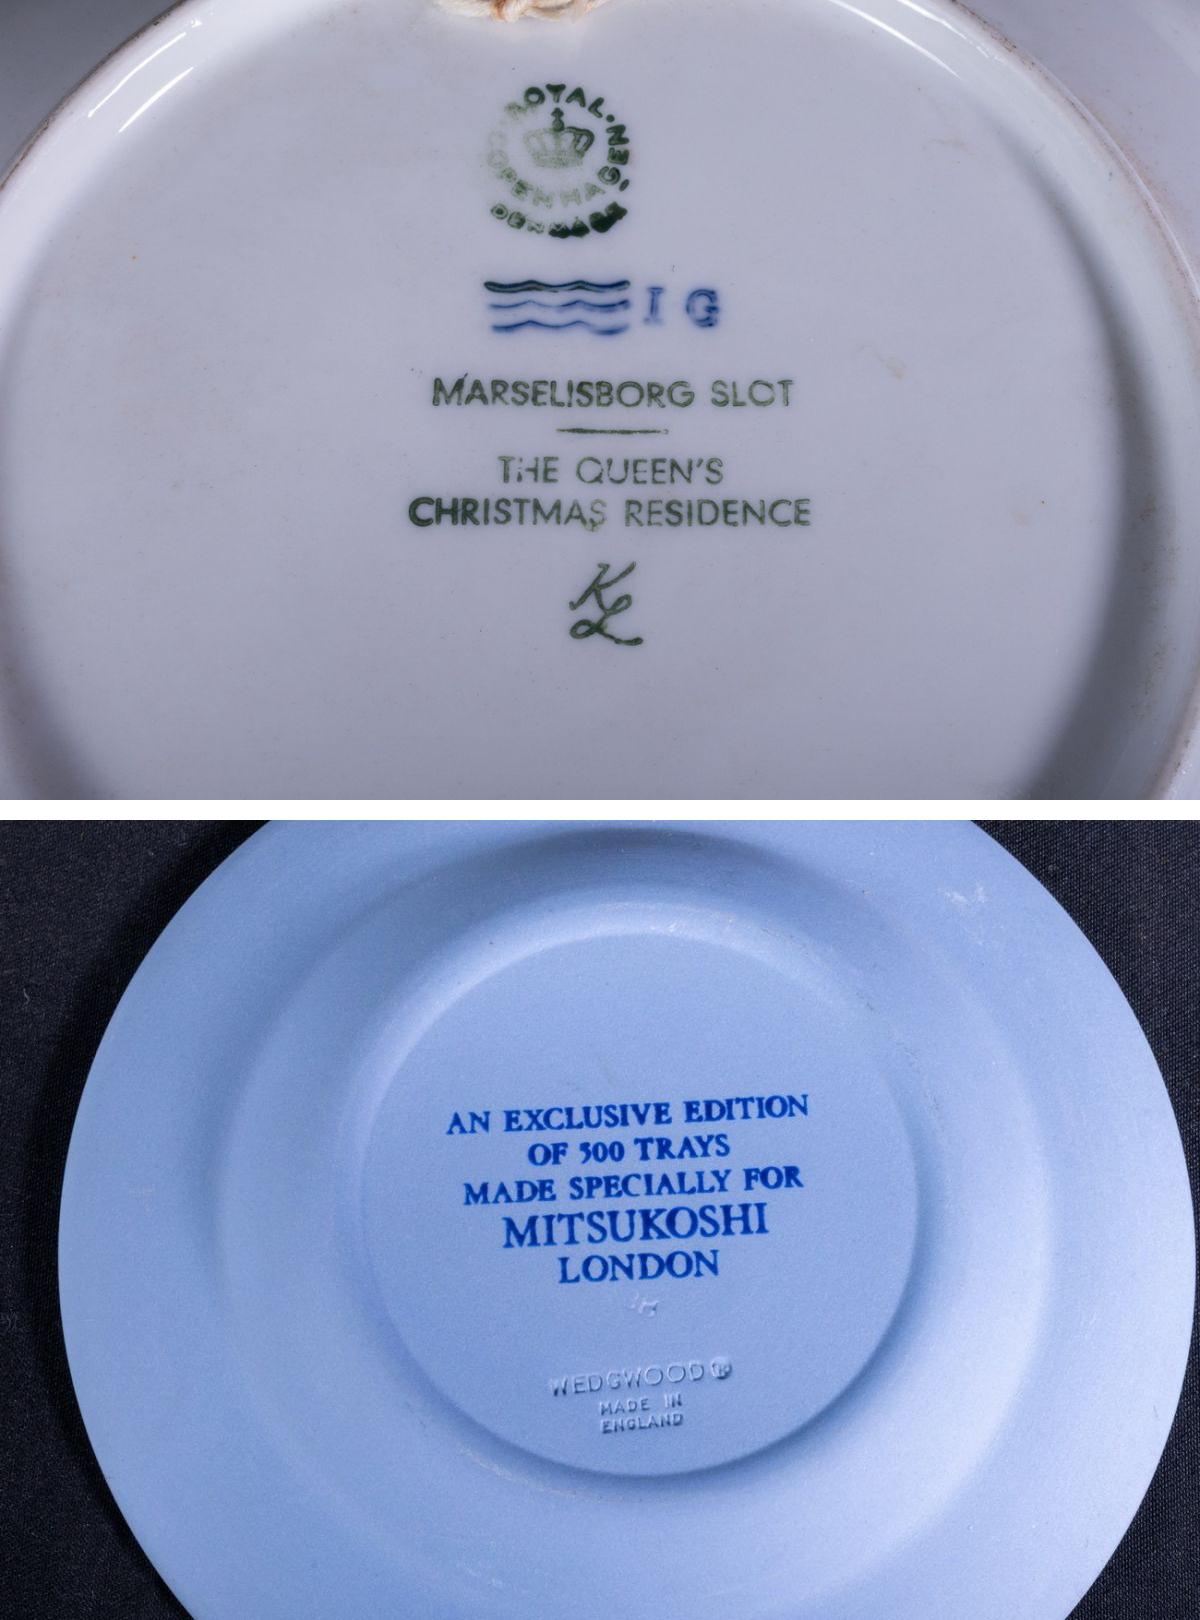 ROYAL.
COPENHAGEN
DENMARK
I G
MARSELISBORG SLOT
THE QUEEN'S
CHRISTMAS RESIDENCE
KL
AN EXCLUSIVE EDITION
OF 500 TRAYS
MADE SPECIALLY FOR
MITSUKOSHI
LONDON
WEDGWOOD®
MADE IN
ENGLAND